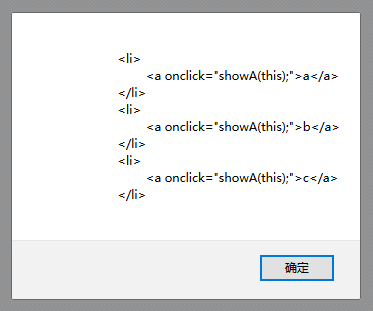 <li>
<a onclick="showA(this);">a</a>
</li>
<li>
<a onclick="showA(this);">b</a>
</li>
<li>
<a onclick="showA(this);">c</a>
</li>
确定